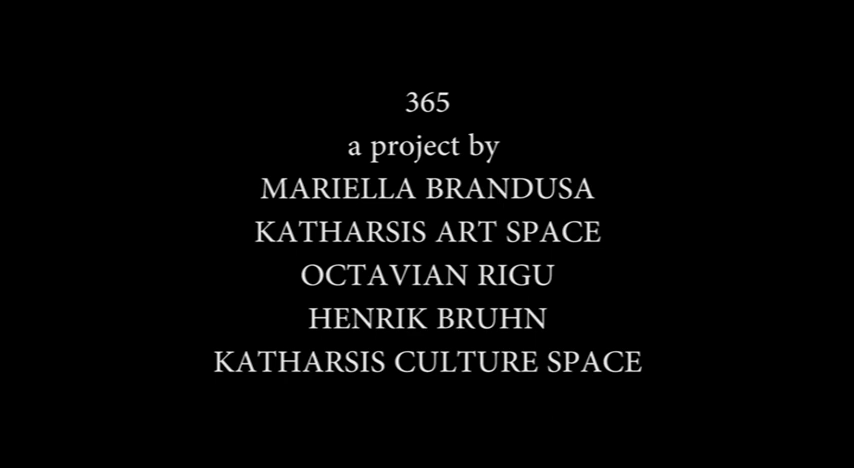 365
a project by
MARIELLA BRANDUSA
KATHARSIS ART SPACE
OCTAVIAN RIGU
HENRIK BRUHN
KATHARSIS CULTURE SPACE